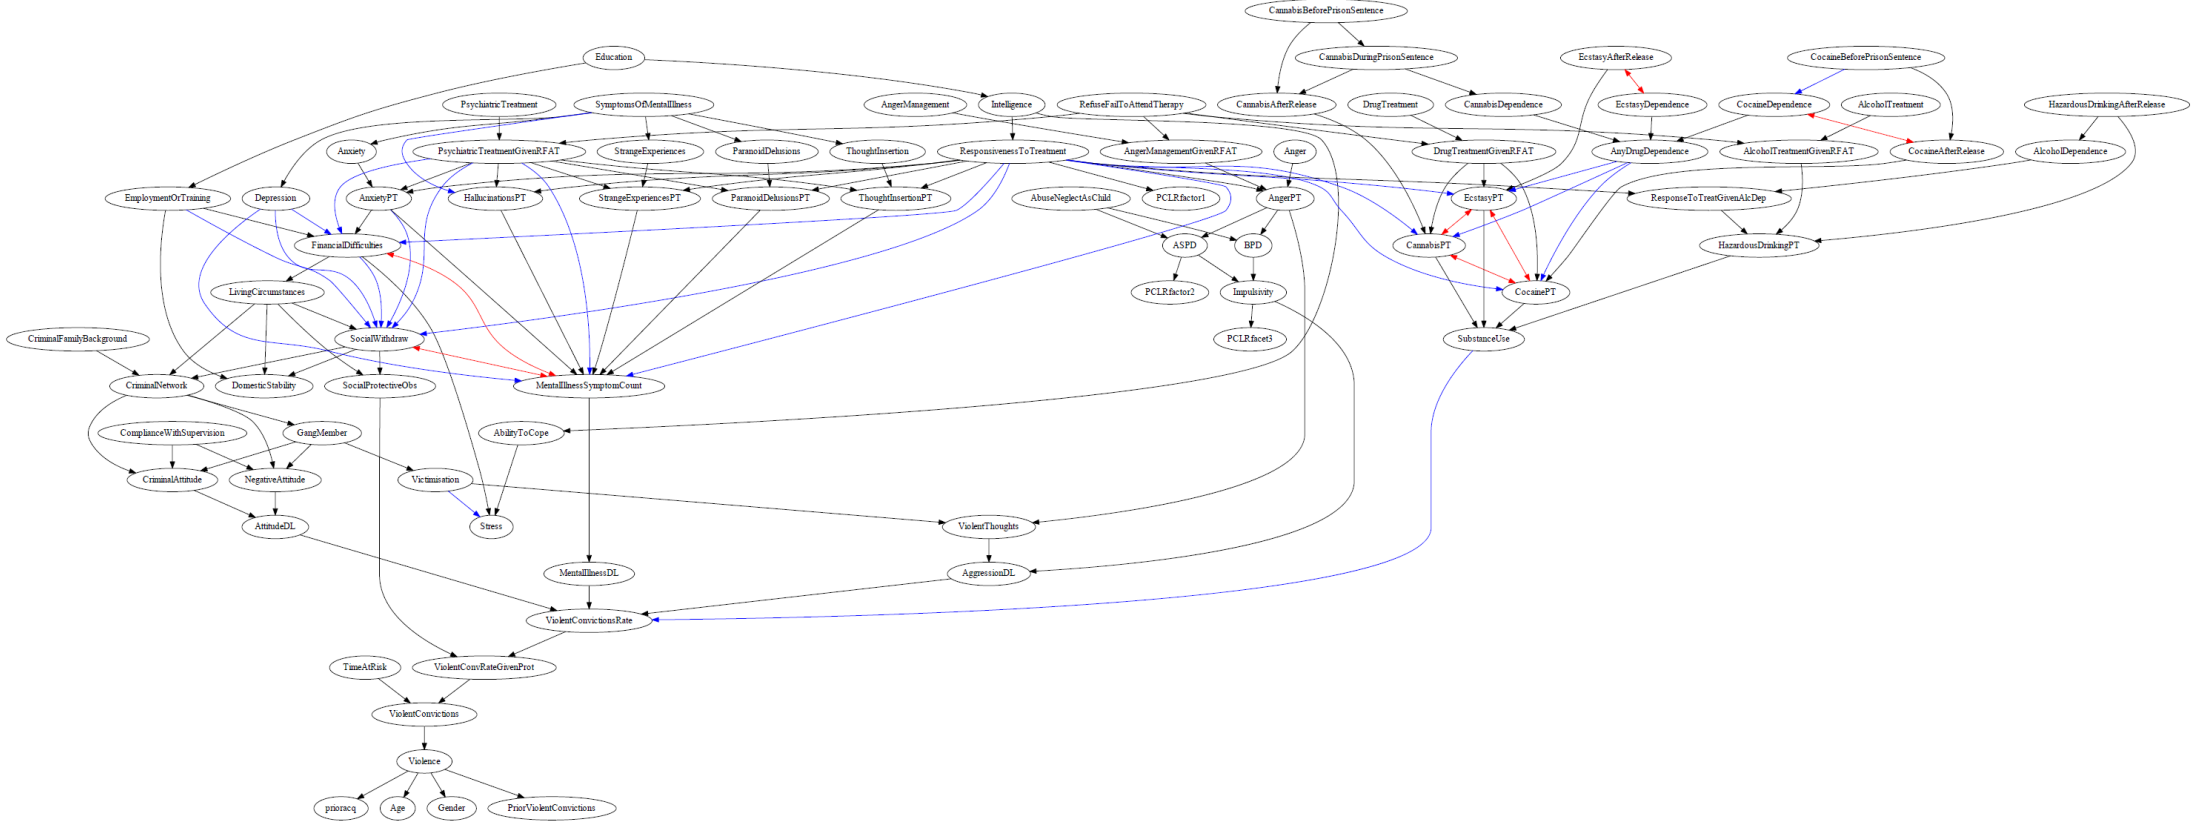 CannabisBeforePrisonSentence
Education
CannabisDuringPrisonSentence
EcstasyAfterRelease
CocaineBeforePrisonSentence
PsychiatricTreatment
SymptomsOfMentalIllness
AngerManagement
Intelligence
RefuseFailToAttendTherapy
CannabisAfterRelease
DrugTreatment
CannabisDependence
EcstasyDependence
CocaineDependence
AlcoholTreatment
HazardousDrinkingAfterRelease
Anxiety
PsychiatricTreatmentGivenRFAT
StrangeExperiences
ParanoidDelusions
ThoughtInsertion
ResponsivenessToTreatment
AngerManagementGivenRFAT
Anger
DrugTreatmentGivenRFAT
AnyDrugDependence
AlcoholTreatmentGivenRFAT
CocaineAfterRelease
AlcoholDependence
EmploymentOrTraining
Depression
AnxietyPT
HallucinationsPT
StrangeExperiencesPT
ParanoidDelusionsPT
ThoughtInsertionPT
AbuseNeglectAsChild
PCLRfactor1
AngerPT
EcstasyPT
ResponseToTreatGivenAlcDep
FinancialDifficulties
ASPD
BPD
CannabisPT
HazardousDrinkingPT
LivingCircumstances
PCLRfactor2
Impulsivity
CocainePT
CriminalFamilyBackground
SocialWithdraw
PCLRfacet3
SubstanceUse
CriminalNetwork
DomesticStability
SocialProtectiveObs
MentalIllnessSymptomCount
ComplianceWithSupervision
GangMember
AbilityToCope
CriminalAttitude
NegativeAttitude
Victimisation
AttitudeDL
Stress
ViolentThoughts
MentalIllnessDL
AggressionDL
ViolentConvictionsRate
TimeAtRisk
ViolentConvRateGivenProt
ViolentConvictions
Violence
prioracq
Age
Gender
PriorViolentConvictions